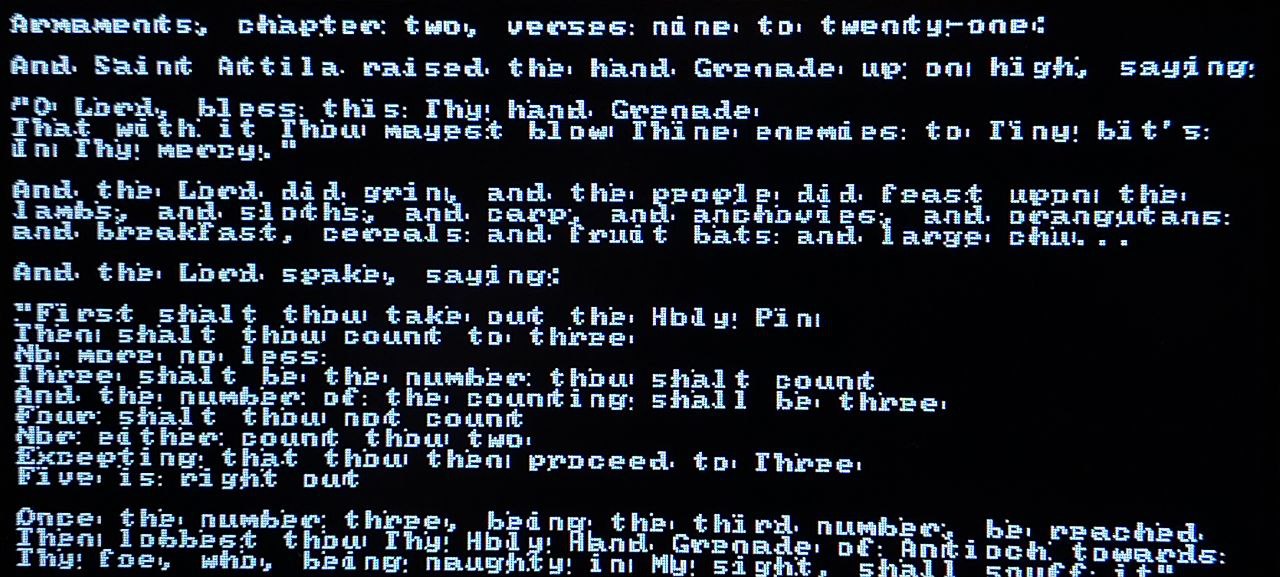 Armaments, chapter two, verses nine to twenty-one:
And Saint Attila raised the hand Grenade up on high, saying:
"O Lord, bless this Thy hand Grenade
That with it Thou mayest blow Thine enemies to Tiny bit's
In Thy mercy."
And the Lord did grin, and the people did feast upon the
lambs, and sloths, and carp, and anchovies, and orangutans
and breakfast, cereals and fruit bats and large chu...
And the Lord spake, saying:
"First shalt thou take out the Holy Pin
Then shalt thou count to three
No more no less
Three shalt be the number thou shalt count
And the number of the counting shall be three
Four shalt thou not count
Nor either count thou two
Excepting that thou then proceed to Three
Five is right out
Once the number three, being the third number, be reached
Then lobbest thou Thy Holy Hand Grenade of Antioch towards
Thy foe, who, being naughty in My sight, shall snuff it"